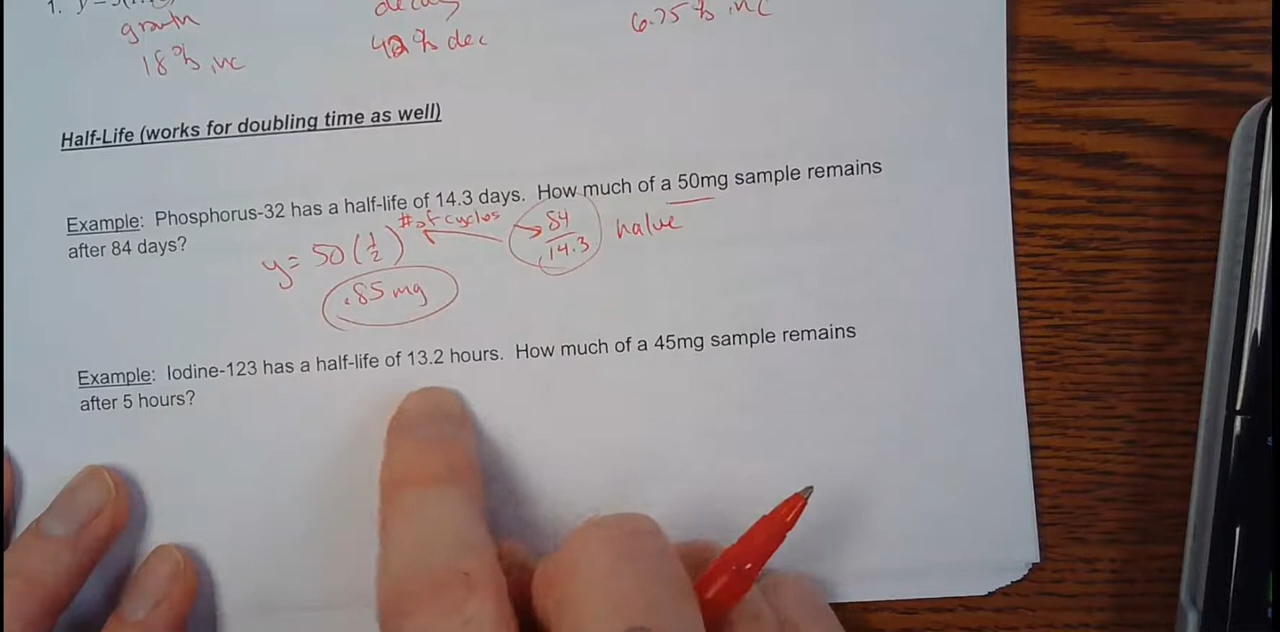 1. y =
growth
decay
6.75% inc
18% inc
42% dec
Half-Life (works for doubling time as well)
Example: Phosphorus-32 has a half-life of 14.3 days. How much of a 50mg sample remains
after 84 days?
# of cycles
84
14.3
halve
y = 50 (1/2)
.85 mg
Example: Iodine-123 has a half-life of 13.2 hours. How much of a 45mg sample remains
after 5 hours?